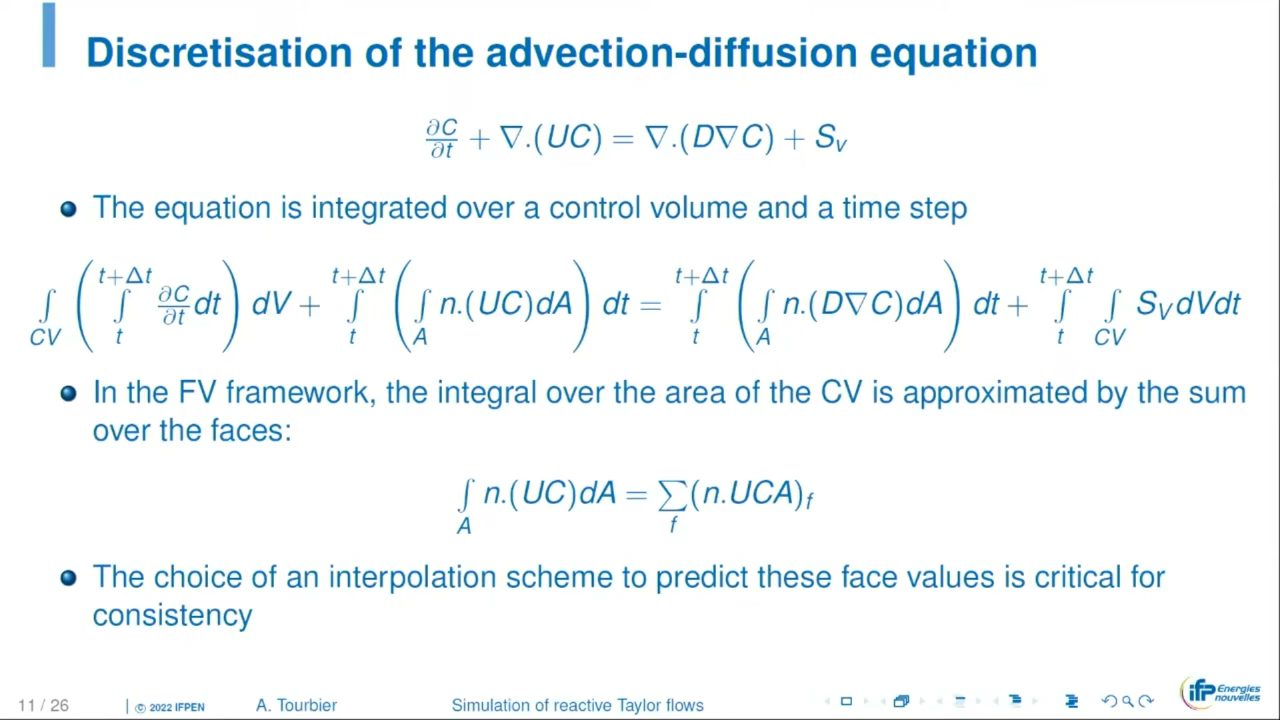 Discretisation of the advection-diffusion equation
∂C/∂t + ∇.(UC) = ∇.(D∇C) + S_v
The equation is integrated over a control volume and a time step
∫_CV (∫_t^{t+Δt} ∂C/∂t dt) dV + ∫_t^{t+Δt} (∫_A n.(UC)dA) dt = ∫_t^{t+Δt} (∫_A n.(D∇C)dA) dt + ∫_t^{t+Δt} ∫_CV S_V dVdt
In the FV framework, the integral over the area of the CV is approximated by the sum
over the faces:
∫_A n.(UC)dA = ∑_f (n.UCA)_f
The choice of an interpolation scheme to predict these face values is critical for
consistency
11 / 26 | © 2022 IFPEN A. Tourbier Simulation of reactive Taylor flows
ifp Energies
nouvelles